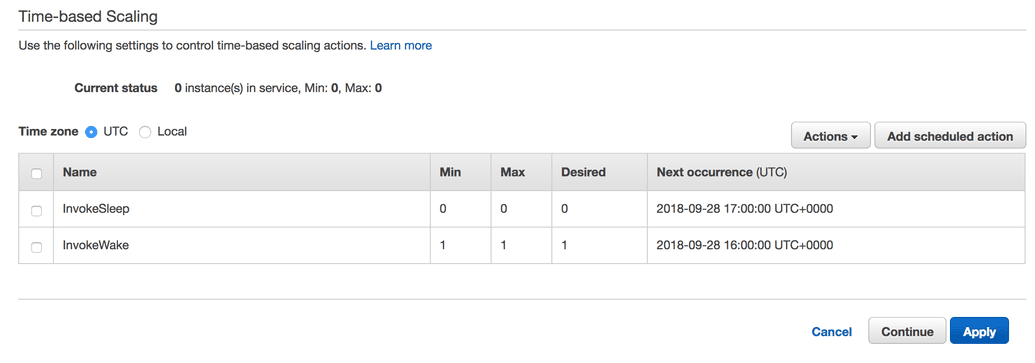 Time-based Scaling
Use the following settings to control time-based scaling actions. Learn more
Current status 0 instance(s) in service, Min: 0, Max: 0
Time zone UTC Local
Actions Add scheduled action
Name Min Max Desired Next occurrence (UTC)
InvokeSleep 0 0 0 2018-09-28 17:00:00 UTC+0000
InvokeWake 1 1 1 2018-09-28 16:00:00 UTC+0000
Cancel Continue Apply